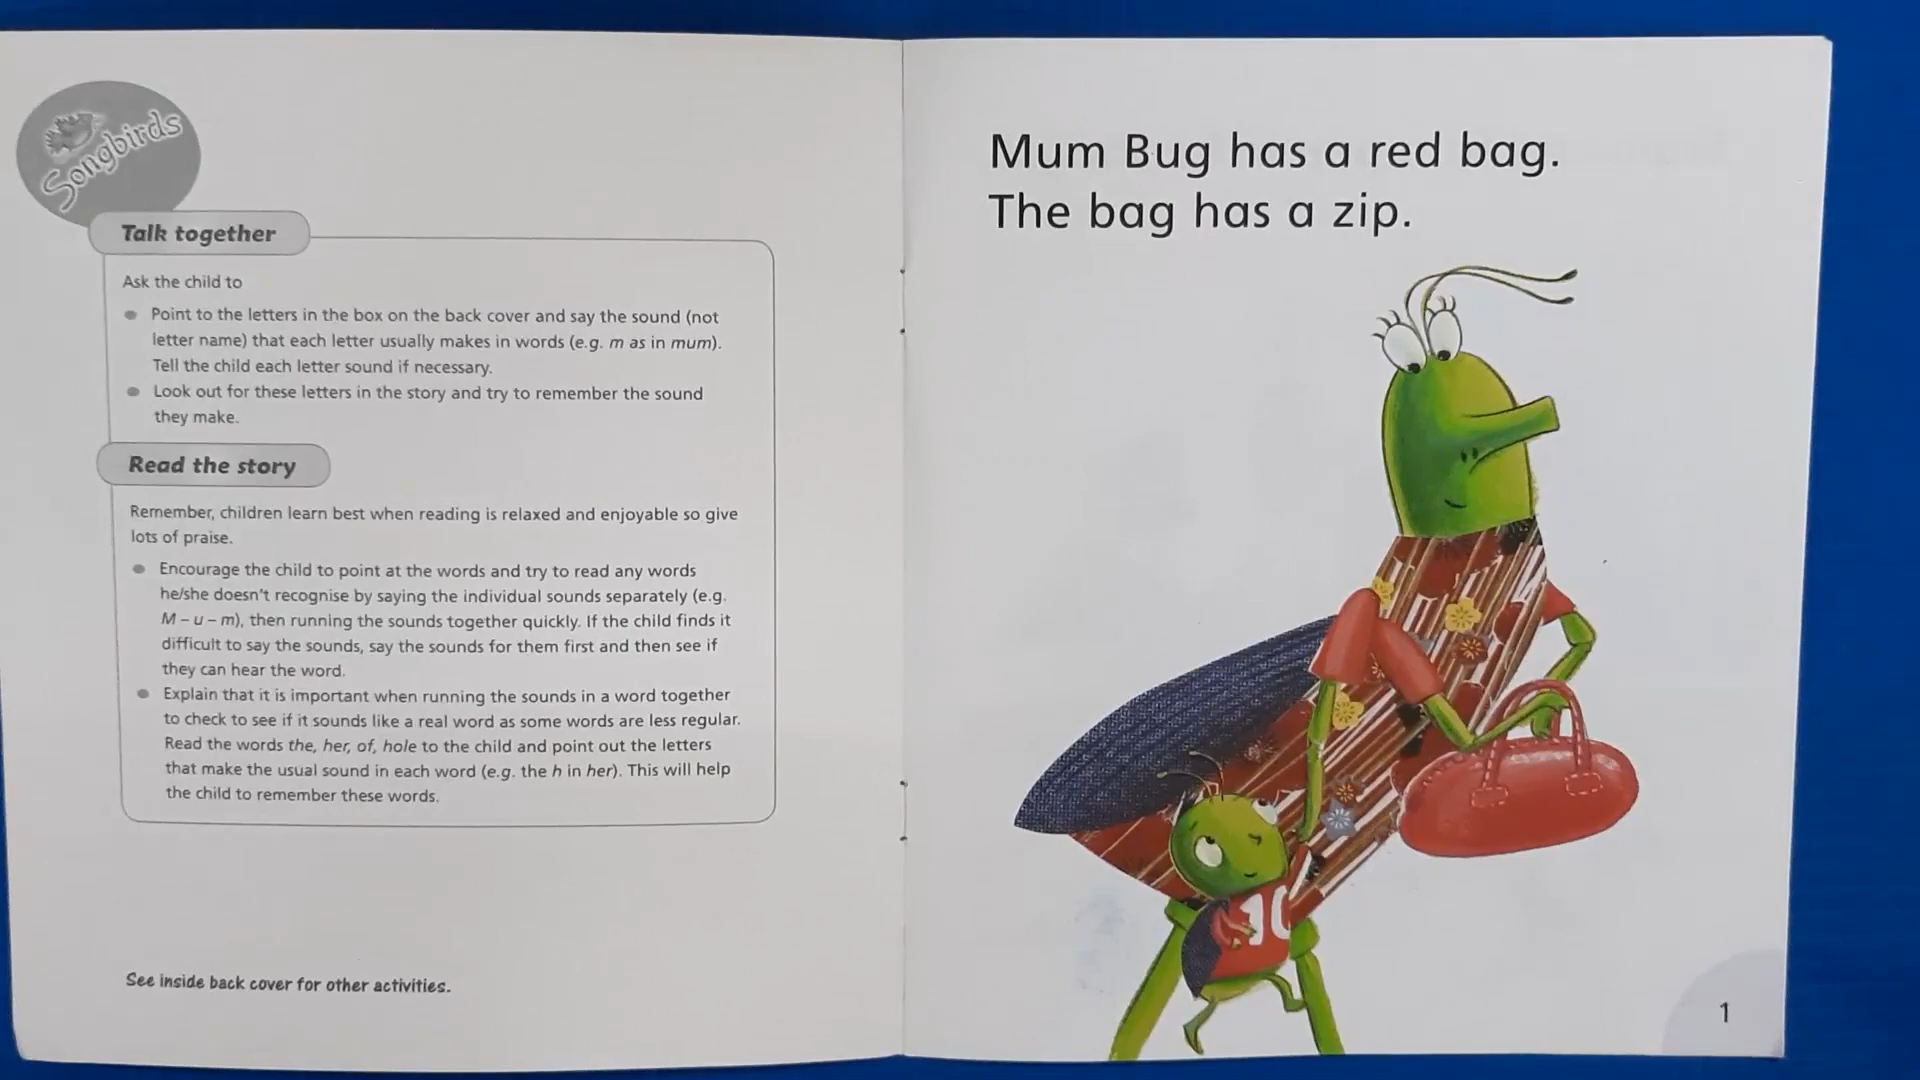 Songbirds
Talk together
Ask the child to
Point to the letters in the box on the back cover and say the sound (not
letter name) that each letter usually makes in words (e.g. m as in mum).
Tell the child each letter sound if necessary.
Look out for these letters in the story and try to remember the sound
they make.
Read the story
Remember, children learn best when reading is relaxed and enjoyable so give
lots of praise.
Encourage the child to point at the words and try to read any words
he/she doesn't recognise by saying the individual sounds separately (e.g.
M – u – m), then running the sounds together quickly. If the child finds it
difficult to say the sounds, say the sounds for them first and then see if
they can hear the word.
Explain that it is important when running the sounds in a word together
to check to see if it sounds like a real word as some words are less regular.
Read the words the, her, of, hole to the child and point out the letters
that make the usual sound in each word (e.g. the h in her). This will help
the child to remember these words.
See inside back cover for other activities.
Mum Bug has a red bag.
The bag has a zip.
10
1